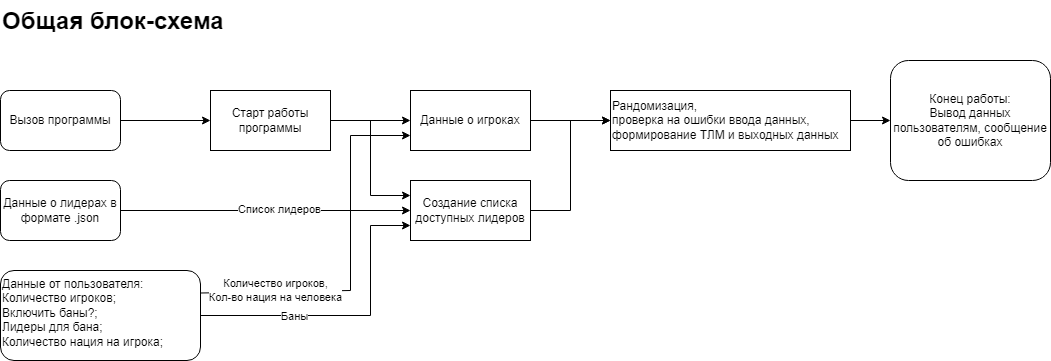 Общая блок-схема
Вызов программы
Старт работы
программы
Данные о игроках
Рандомизация,
проверка на ошибки ввода данных,
формирование ТЛМ и выходных данных
Конец работы:
Вывод данных
пользователям, сообщение
об ошибках
Данные о лидерах в
формате .json
Список лидеров
Создание списка
доступных лидеров
Данные от пользователя:
Количество игроков;
Включить баны?;
Лидеры для бана;
Количество нация на игрока;
Количество игроков,
Кол-во нация на человека
Баны